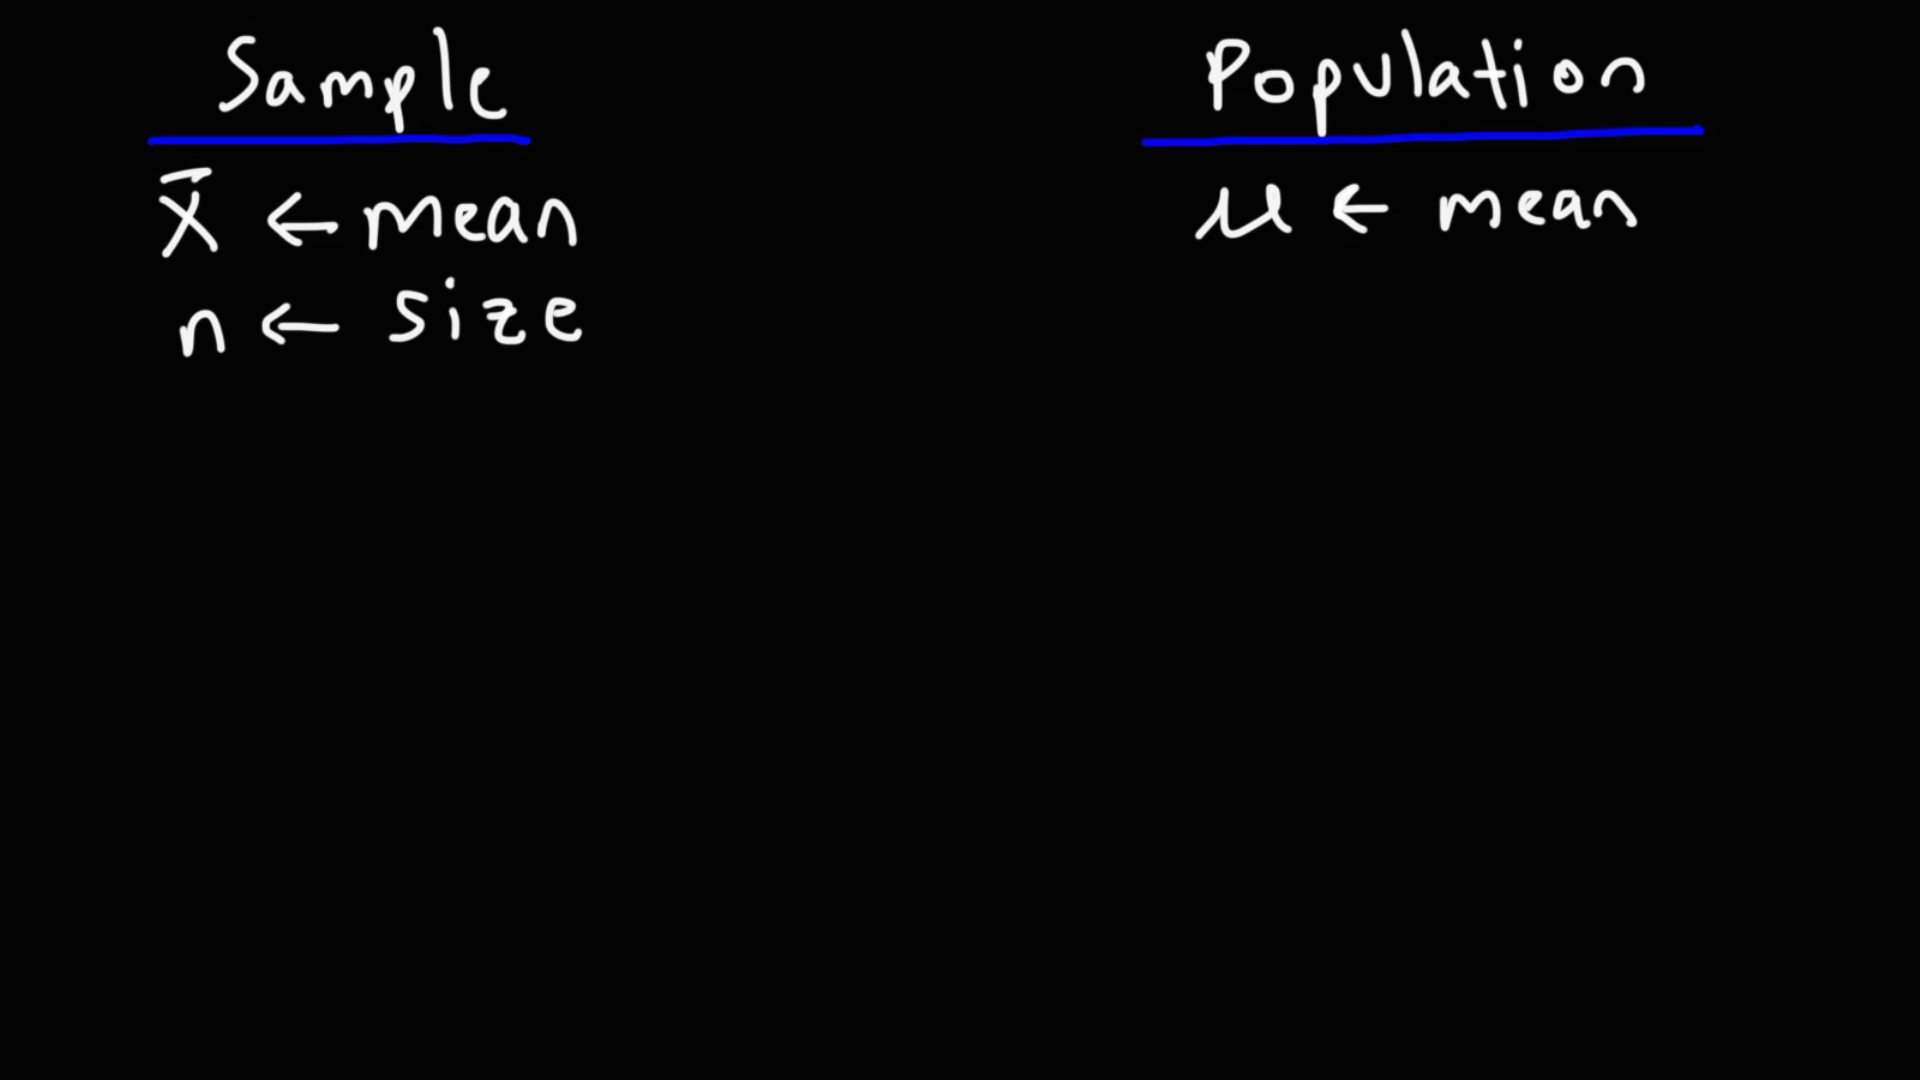 Sample
x̄ ← mean
n ← size
Population
μ ← mean